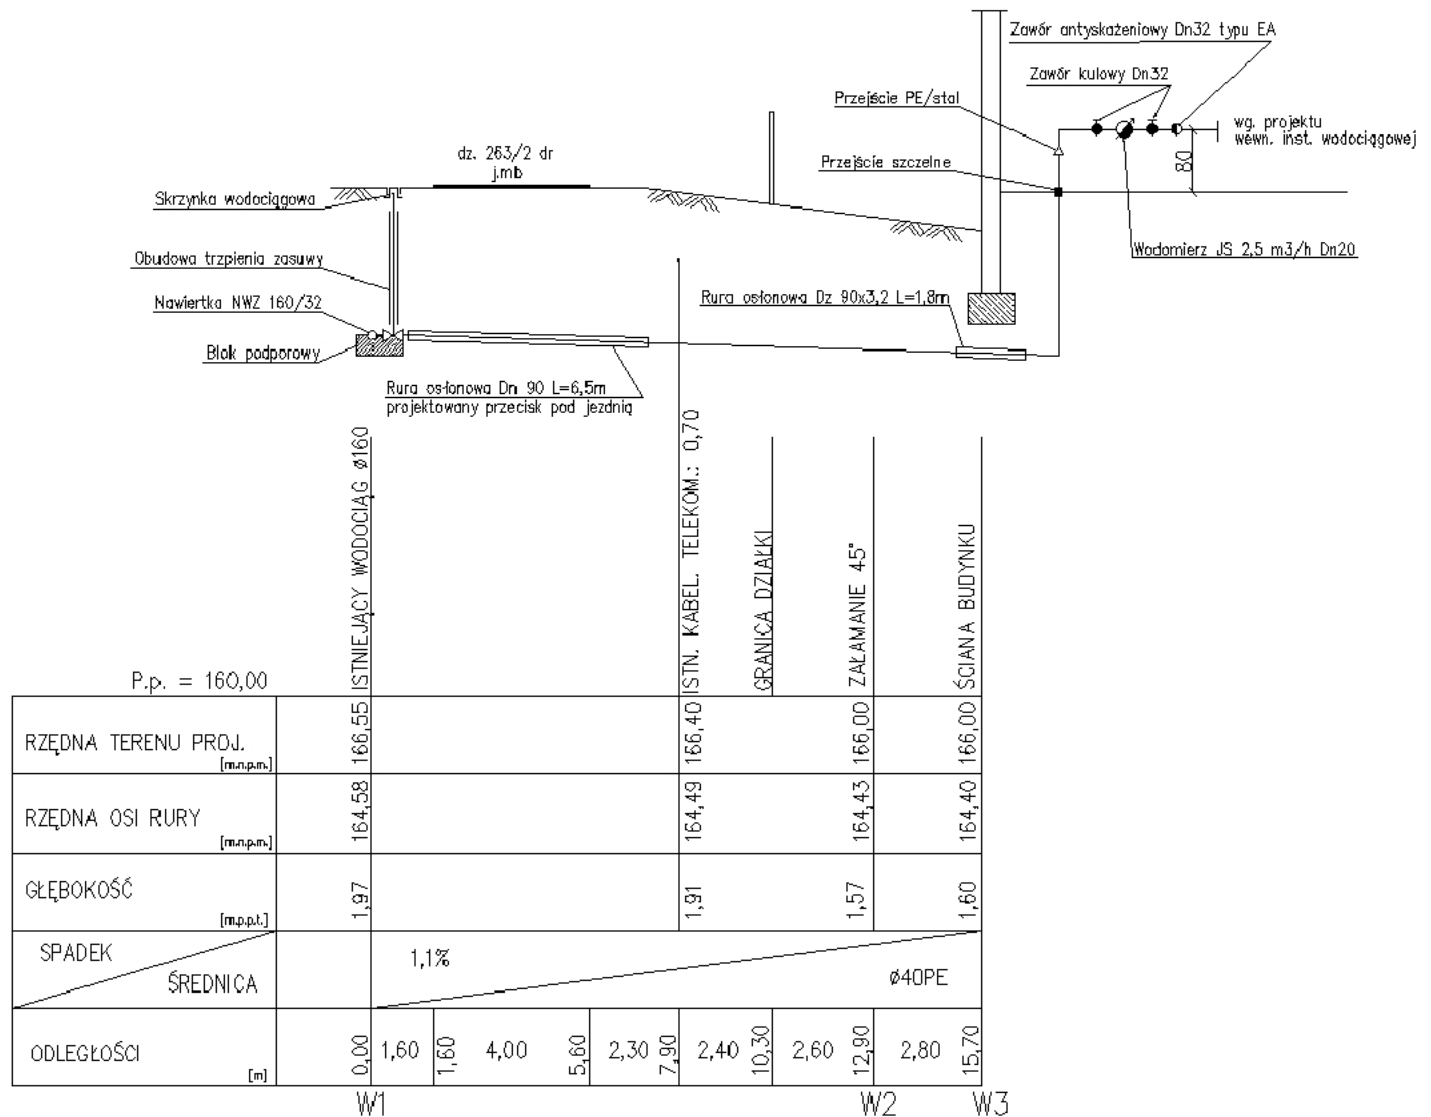 Zawór antyskażeniowy Dn32 typu EA
Zawór kulowy Dn32
Przejście PE/stal
wg. projektu
wewn. inst. wodociągowej
80
dz. 263/2 dr
j.mb
Przejście szczelne
Skrzynka wodociągowa
Wodomierz JS 2,5 m3/h Dn20
Obudowa trzpienia zasuwy
Nawiertka NWZ 160/32
Rura osłonowa Dz 90x3,2 L=1,8m
Blok podporowy
Rura osłonowa Dn 90 L=6,5m
projektowany przecisk pod jezdnią
ISTNIEJĄCY WODOCIĄG ø160
ISTN. KABEL. TELEKOM.: 0,70
GRANICA DZIAŁKI
ZAŁAMANIE 45°
ŚCIANA BUDYNKU
P.p. = 160,00
RZĘDNA TERENU PROJ. [m.n.p.m.] 166,55 166,40 166,00 166,00
RZĘDNA OSI RURY [m.n.p.m.] 164,58 164,49 164,43 164,40
GŁĘBOKOŚĆ [m.p.p.t.] 1,97 1,91 1,57 1,60
SPADEK 1,1%
ŚREDNICA ø40PE
ODLEGŁOŚCI [m] 0,00 1,60 1,60 4,00 5,60 2,30 7,90 2,40 10,30 2,60 12,90 2,80 15,70
W1 W2 W3